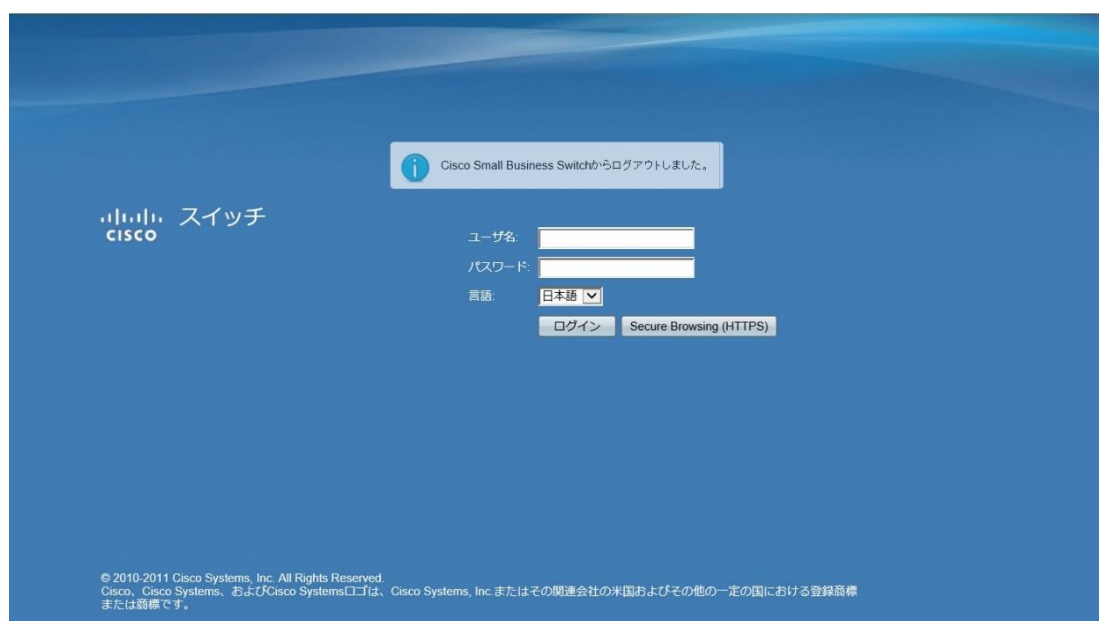 Cisco Small Business Switchからログアウトしました。
CISCO スイッチ
ユーザ名:
パスワード:
言語: 日本語
ログイン Secure Browsing (HTTPS)
© 2010-2011 Cisco Systems, Inc. All Rights Reserved.
Cisco、Cisco Systems、およびCisco Systemsロゴは、Cisco Systems, Inc.またはその関連会社の米国およびその他の一定の国における登録商標
または商標です。